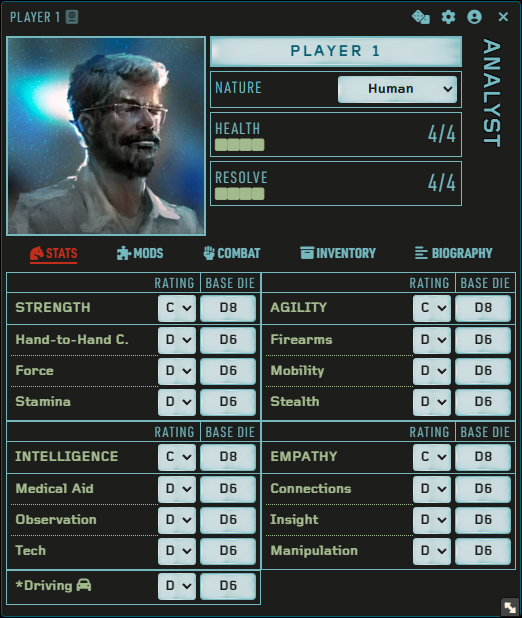 PLAYER 1
PLAYER 1
ANALYST
NATURE Human
HEALTH 4/4
RESOLVE 4/4
STATS MODS COMBAT INVENTORY BIOGRAPHY
RATING BASE DIE RATING BASE DIE
STRENGTH C D8 AGILITY C D8
Hand-to-Hand C. D D6 Firearms D D6
Force D D6 Mobility D D6
Stamina D D6 Stealth D D6
RATING BASE DIE RATING BASE DIE
INTELLIGENCE C D8 EMPATHY C D8
Medical Aid D D6 Connections D D6
Observation D D6 Insight D D6
Tech D D6 Manipulation D D6
*Driving D D6